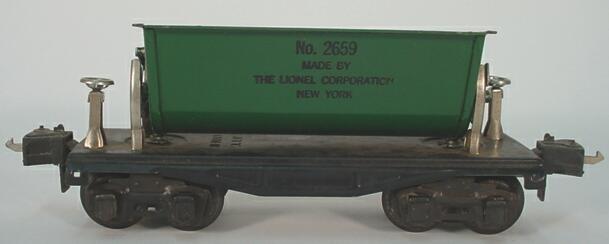 No. 2659
MADE BY
THE LIONEL CORPORATION
NEW YORK